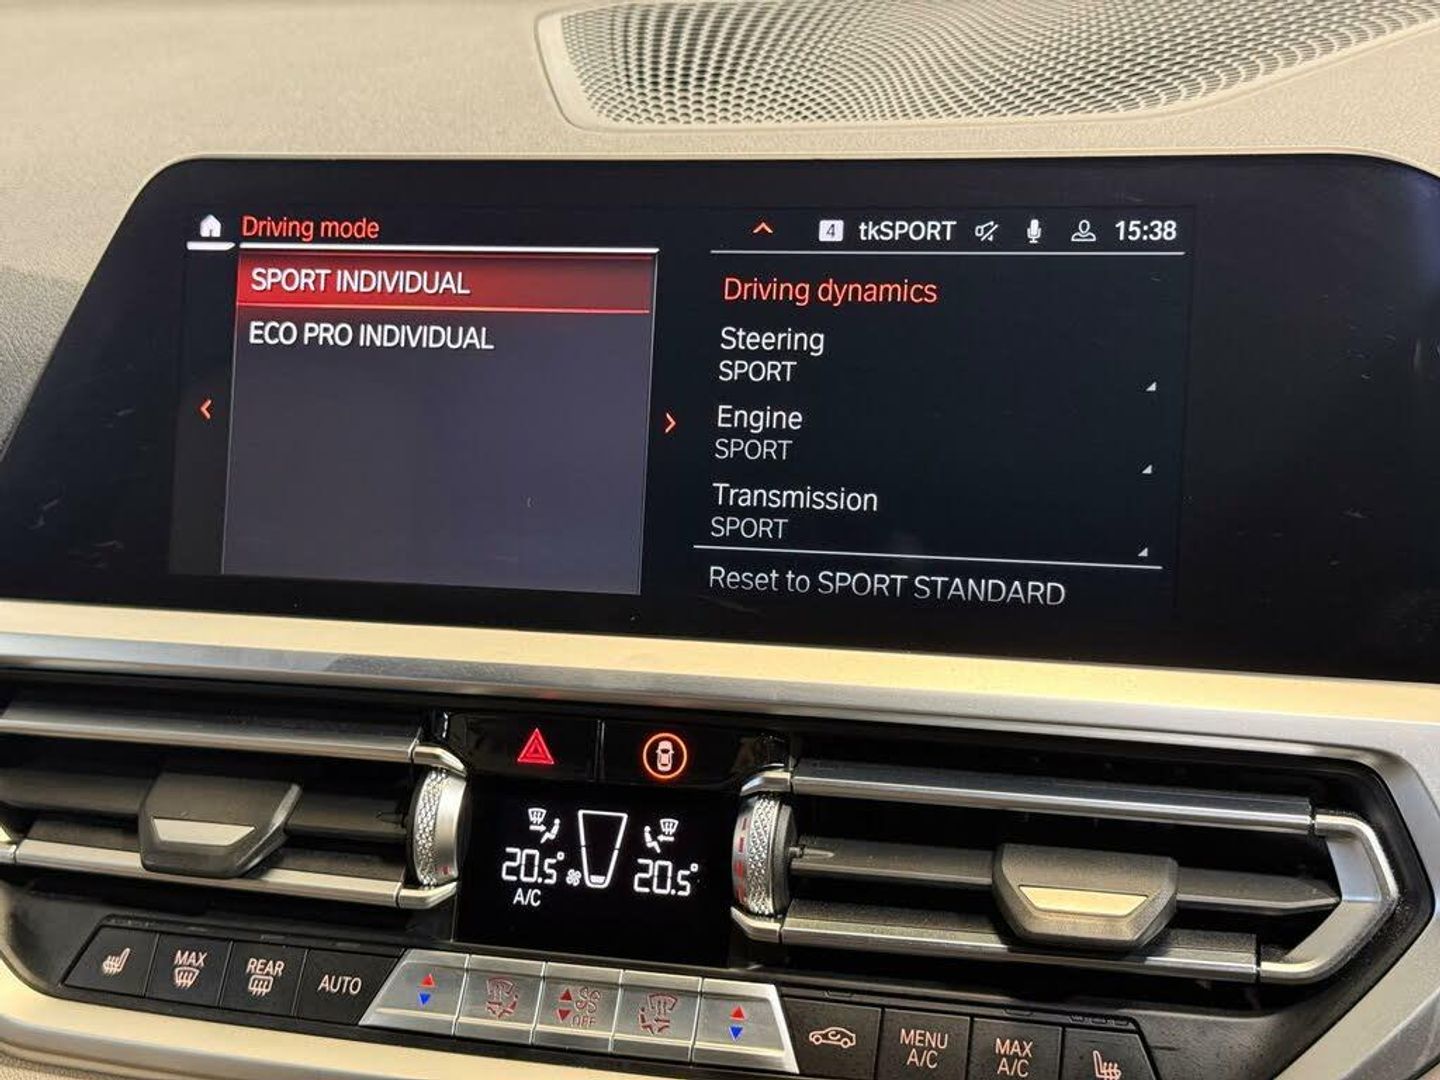 Driving mode
4 tkSPORT 15:38
SPORT INDIVIDUAL
ECO PRO INDIVIDUAL
Driving dynamics
Steering
SPORT
Engine
SPORT
Transmission
SPORT
Reset to SPORT STANDARD
20.5° 20.5°
A/C
MAX
REAR
AUTO
OFF
MENU
A/C
MAX
A/C